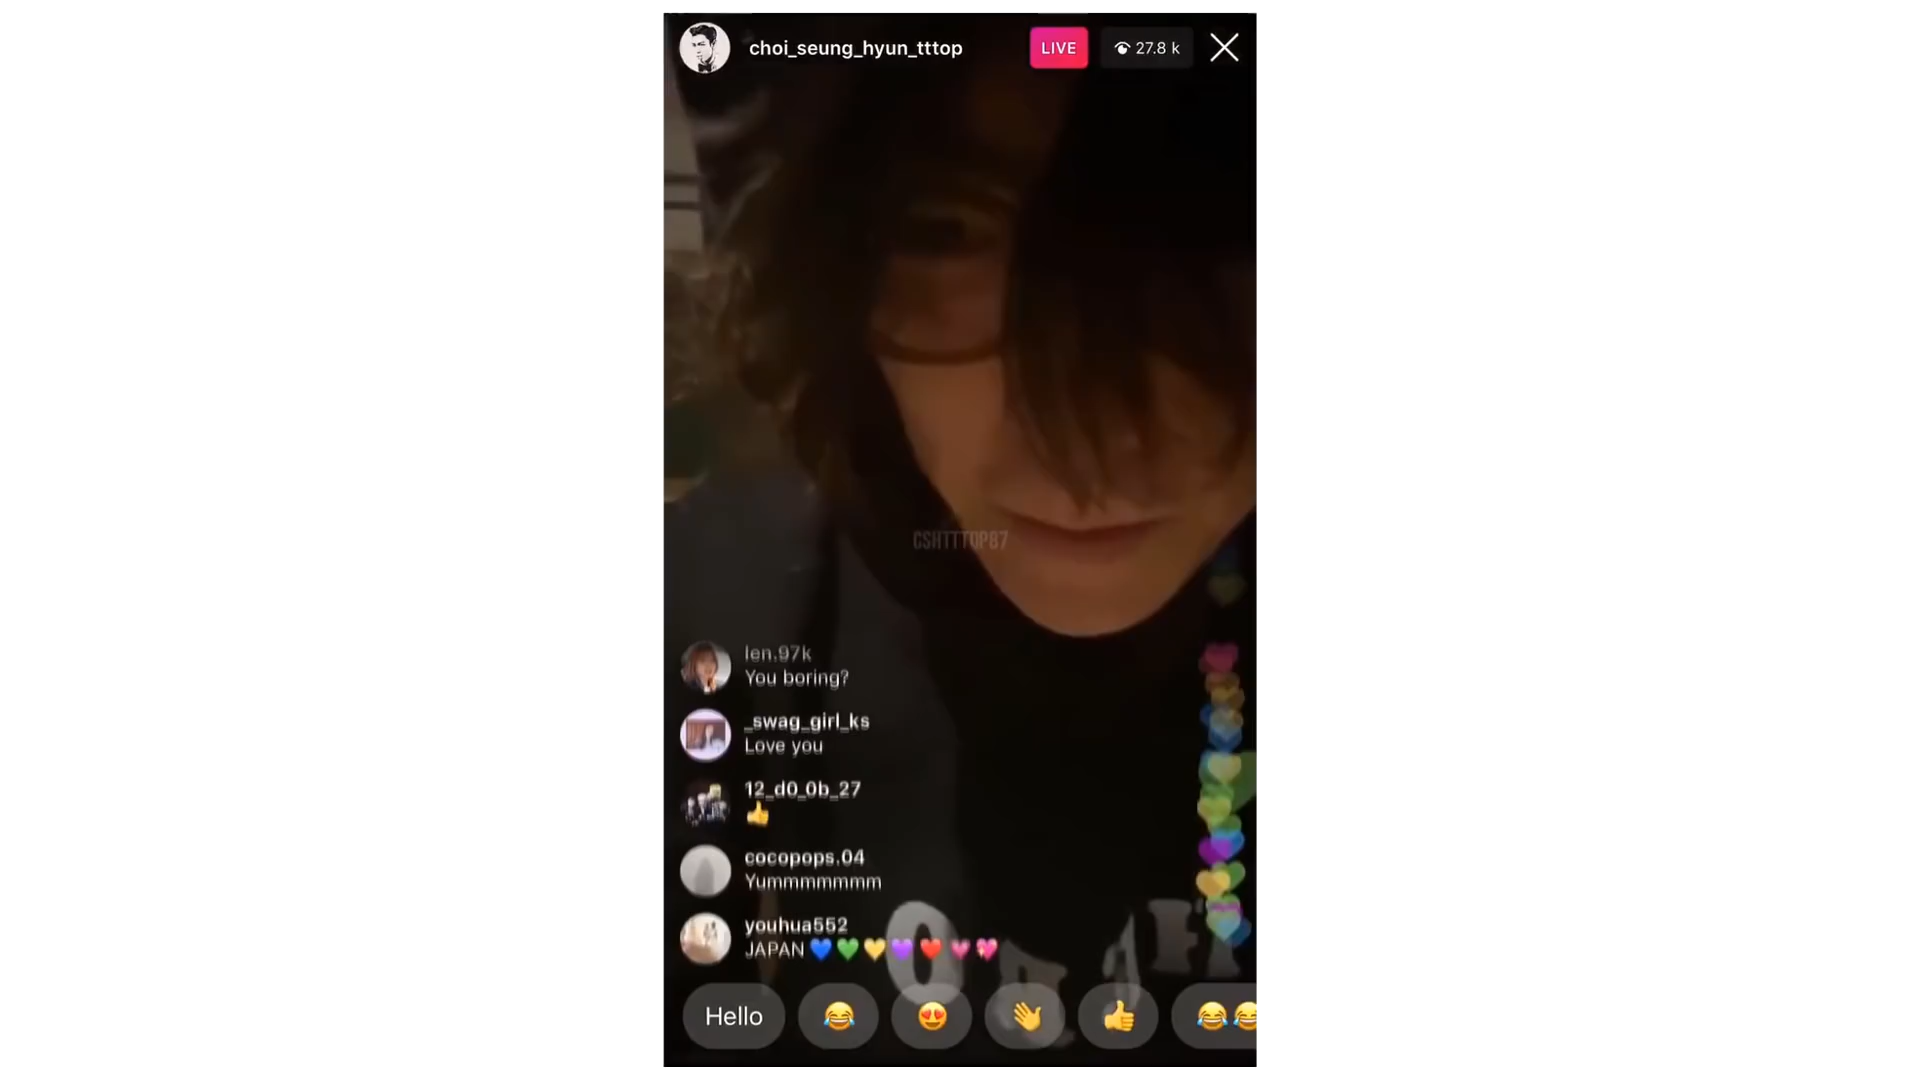 choi_seung_hyun_tttop
LIVE
27.8 k
CSHTTTOP87
len.97k
You boring?
_swag_girl_ks
Love you
12_d0_0b_27
👍
cocopops.04
Yummmmmmm
youhua552
JAPAN 💙💚💛💜❤️💗💖
Hello 😂 😍 👋 👍 😂😂